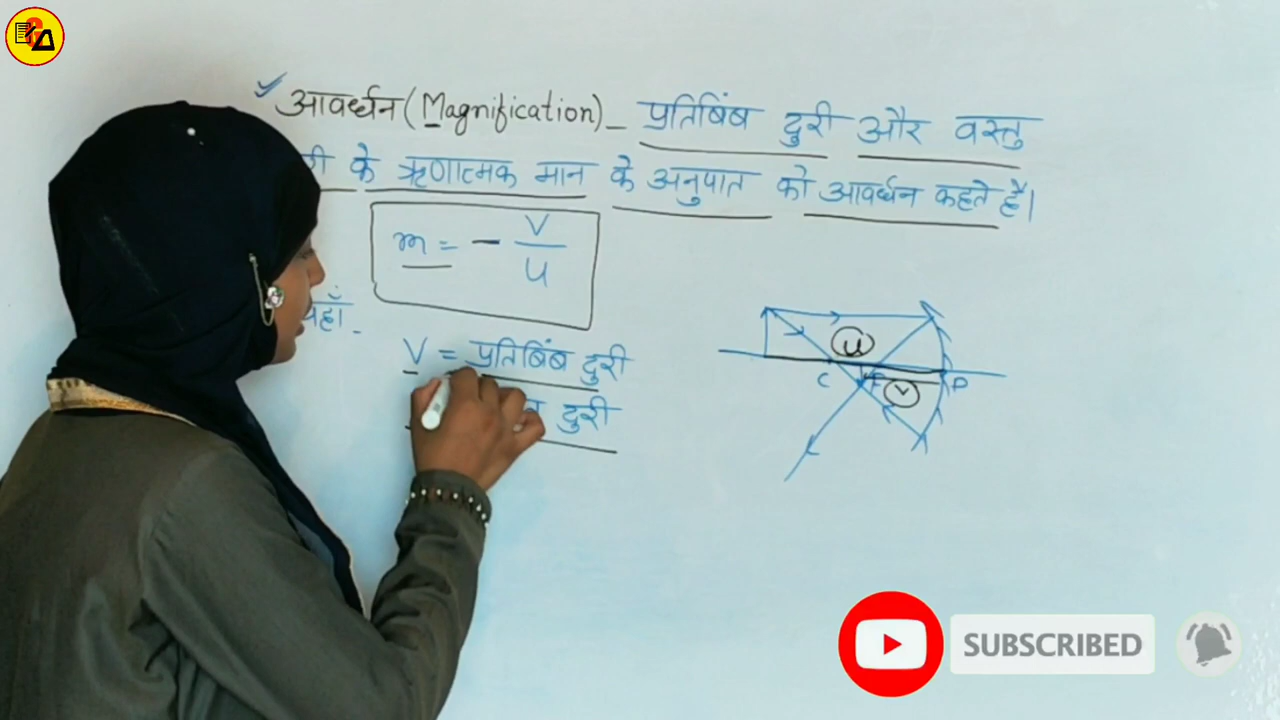 आवर्धन (Magnification) _ प्रतिबिंब दुरी और वस्तु
के ऋणात्मक मान के अनुपात को आवर्धन कहते है।
m = - v/u
यहाँ _
v = प्रतिबिंब दुरी
दुरी
u
C F P
v
SUBSCRIBED